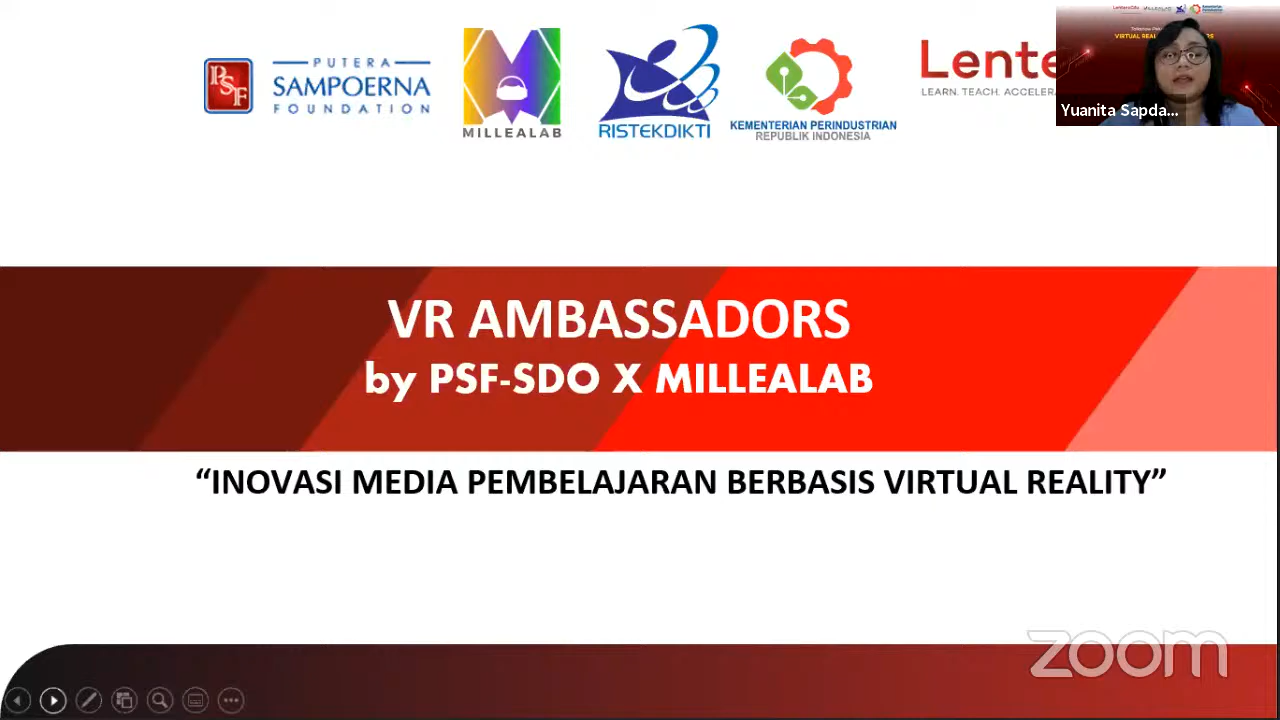 PUTERA
SAMPOERNA
FOUNDATION
PSF
MILLEALAB
RISTEKDIKTI
KEMENTERIAN PERINDUSTRIAN
REPUBLIK INDONESIA
Lente
LEARN. TEACH. ACCELERA
Yuanita Sapda...
VR AMBASSADORS
by PSF-SDO X MILLEALAB
“INOVASI MEDIA PEMBELAJARAN BERBASIS VIRTUAL REALITY”
zoom